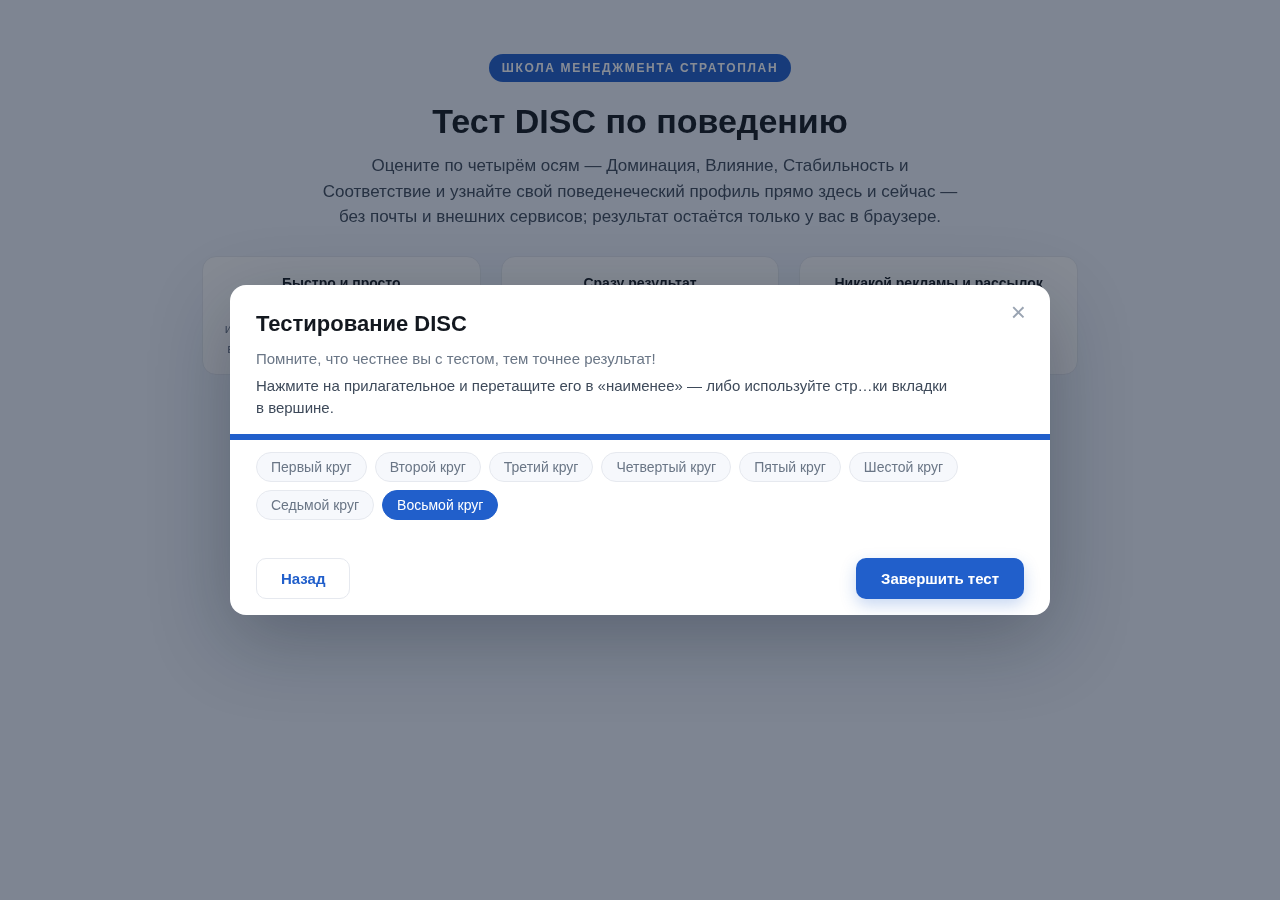 ШКОЛА МЕНЕДЖМЕНТА СТРАТОПЛАН
Тест DISC по поведению
Оцените по четырём осям — Доминация, Влияние, Стабильность и
Соответствие и узнайте свой поведенеческий профиль прямо здесь и сейчас —
без почты и внешних сервисов; результат остаётся только у вас в браузере.
Быстро и просто
Сразу результат
Никакой рекламы и рассылок
Тестирование DISC
Помните, что честнее вы с тестом, тем точнее результат!
Нажмите на прилагательное и перетащите его в «наименее» — либо используйте стр…ки вкладки
в вершине.
Первый круг
Второй круг
Третий круг
Четвертый круг
Пятый круг
Шестой круг
Седьмой круг
Восьмой круг
Назад
Завершить тест